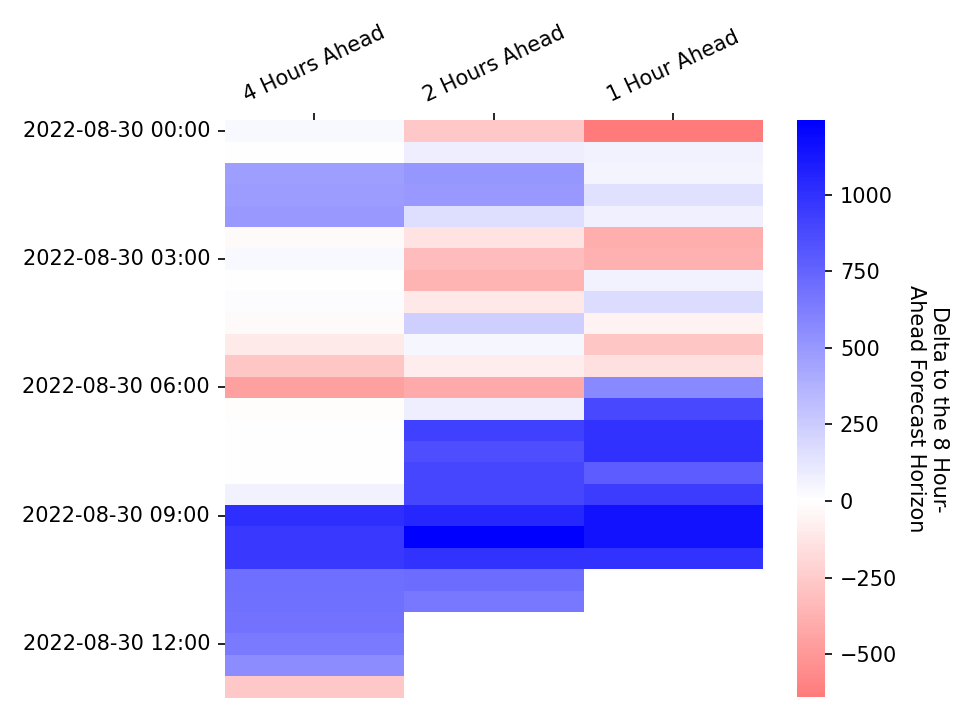 4 Hours Ahead
2 Hours Ahead
1 Hour Ahead
2022-08-30 00:00
2022-08-30 03:00
2022-08-30 06:00
2022-08-30 09:00
2022-08-30 12:00
1000
750
500
250
0
−250
−500
Delta to the 8 Hour-
Ahead Forecast Horizon